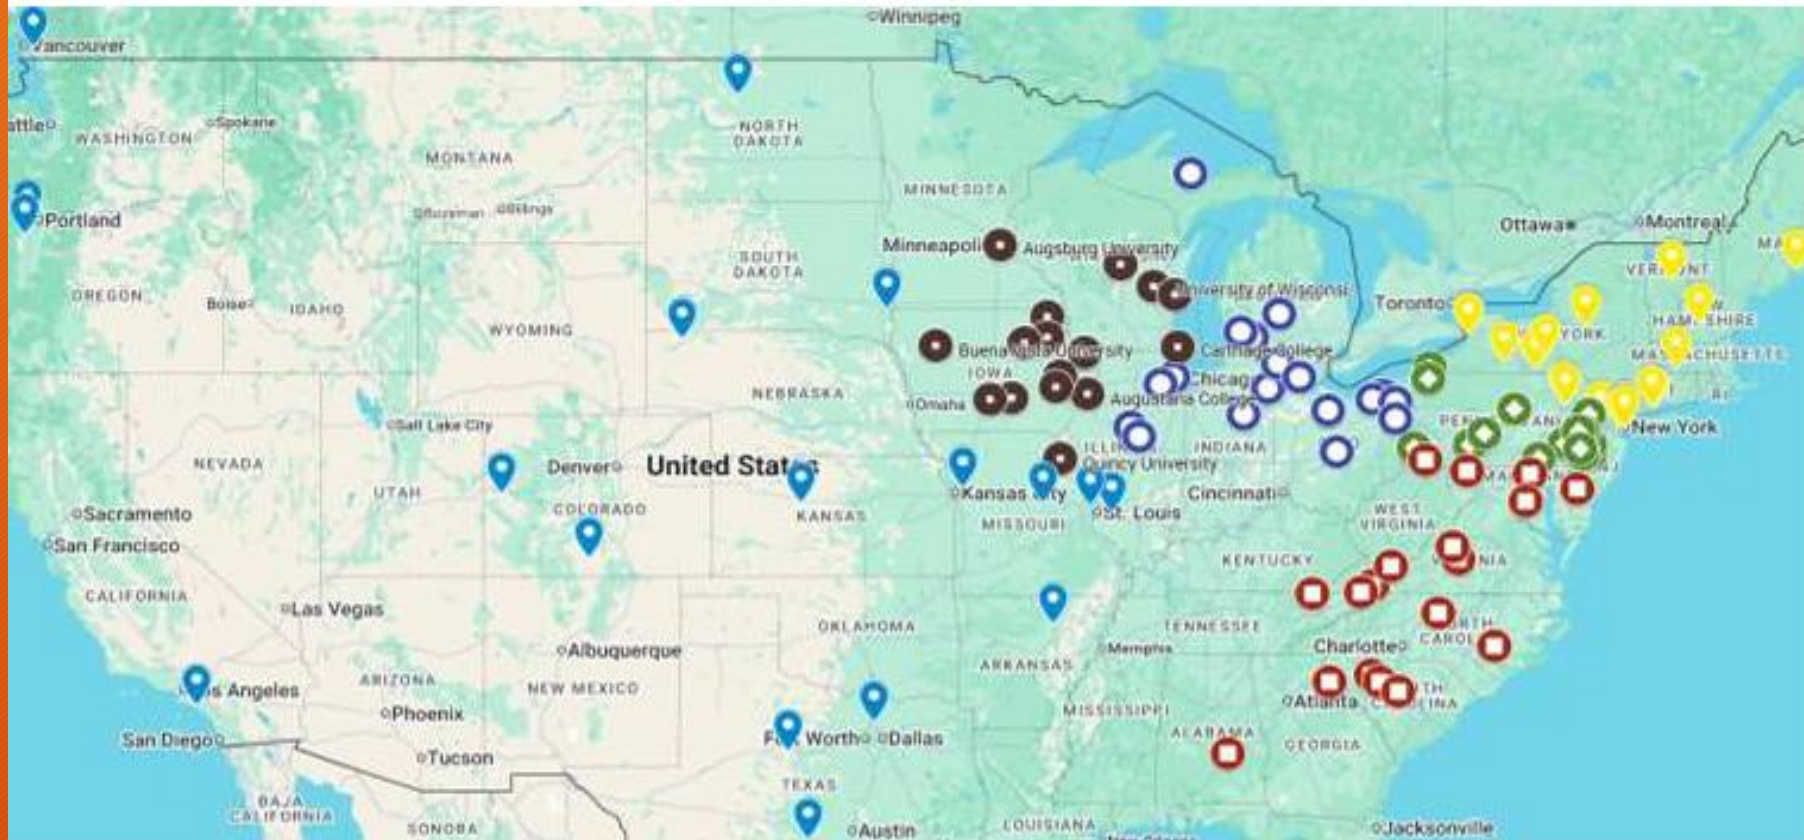 Winnipeg
Vancouver
Spokane
WASHINGTON
NORTH
DAKOTA
MONTANA
MINNESOTA
Portland
Billings
Ottawa
Montreal
Augsburg University
SOUTH
DAKOTA
OREGON
Boise
IDAHO
WYOMING
Toronto
Buena Vista University
Carthage College
IOWA
NEBRASKA
Omaha
Augustana College
Salt Lake City
New York
NEVADA
Denver
United States
INDIANA
Quincy University
UTAH
COLORADO
KANSAS
Kansas City
MISSOURI
St. Louis
Cincinnati
Sacramento
WEST
VIRGINIA
San Francisco
KENTUCKY
CALIFORNIA
Las Vegas
OKLAHOMA
TENNESSEE
Albuquerque
ARKANSAS
Memphis
Charlotte
ARIZONA
NEW MEXICO
Los Angeles
Phoenix
MISSISSIPPI
Atlanta
San Diego
Fort Worth
Dallas
ALABAMA
GEORGIA
Tucson
TEXAS
BAJA
CALIFORNIA
SONORA
Austin
LOUISIANA
Jacksonville